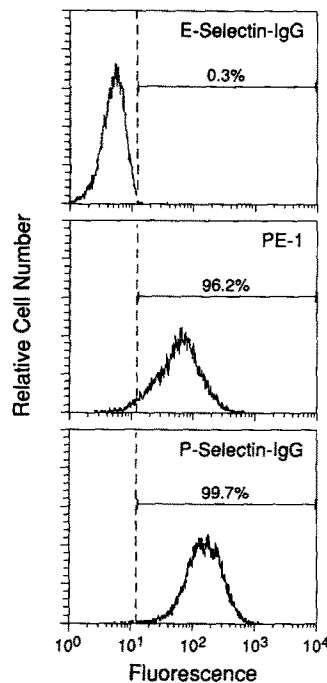 E-Selectin-IgG
0.3%
PE-1
96.2%
P-Selectin-IgG
99.7%
Relative Cell Number
10⁰ 10¹ 10² 10³ 10⁴
Fluorescence